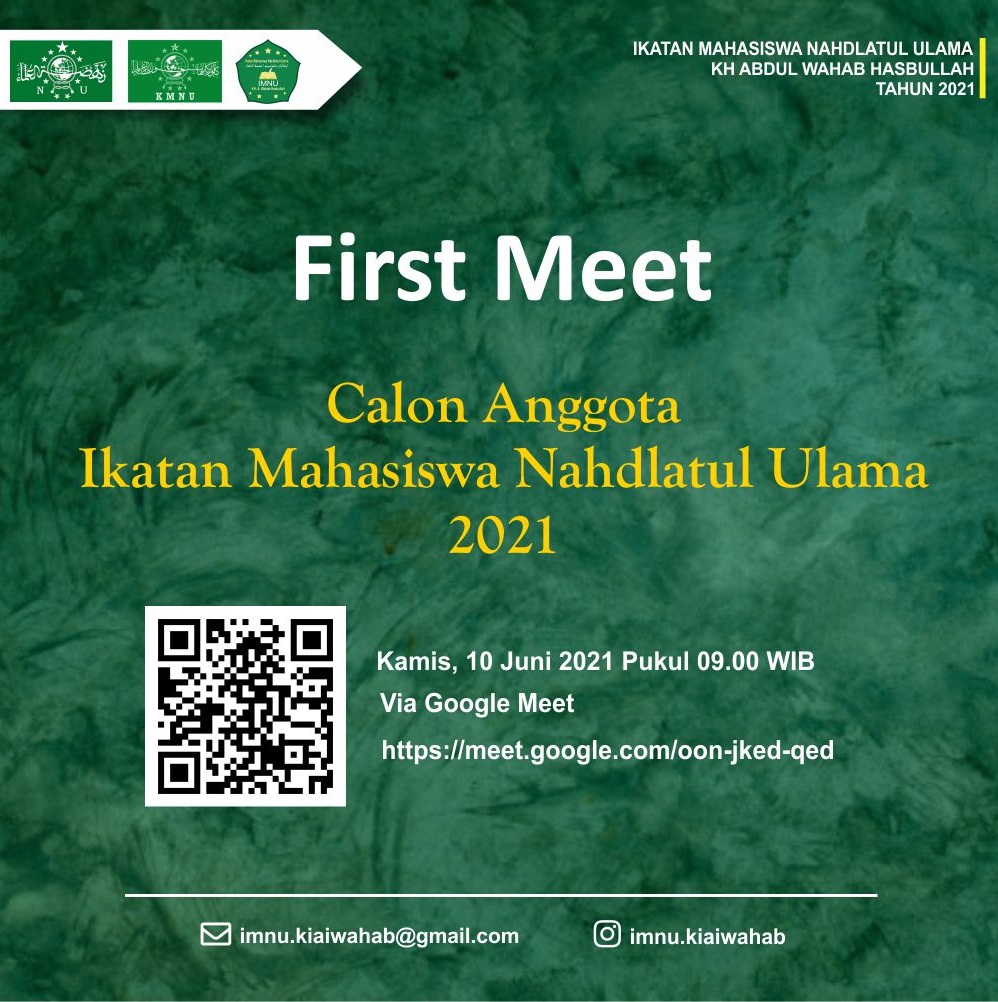 N U
KMNU
IMNU
IKATAN MAHASISWA NAHDLATUL ULAMA
KH ABDUL WAHAB HASBULLAH
TAHUN 2021
First Meet
Calon Anggota
Ikatan Mahasiswa Nahdlatul Ulama
2021
Kamis, 10 Juni 2021 Pukul 09.00 WIB
Via Google Meet
https://meet.google.com/oon-jked-qed
imnu.kiaiwahab@gmail.com
imnu.kiaiwahab